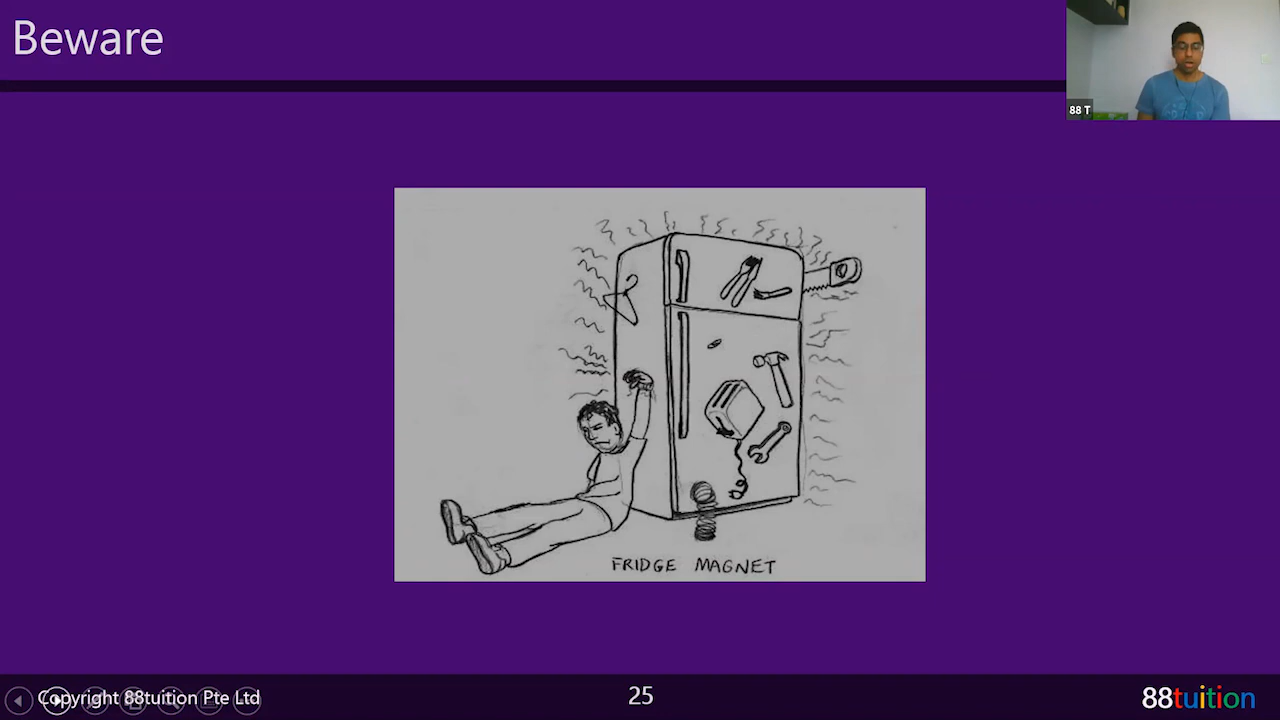 Beware
88 T
FRIDGE MAGNET
Copyright 88tuition Pte Ltd
25
88tuition